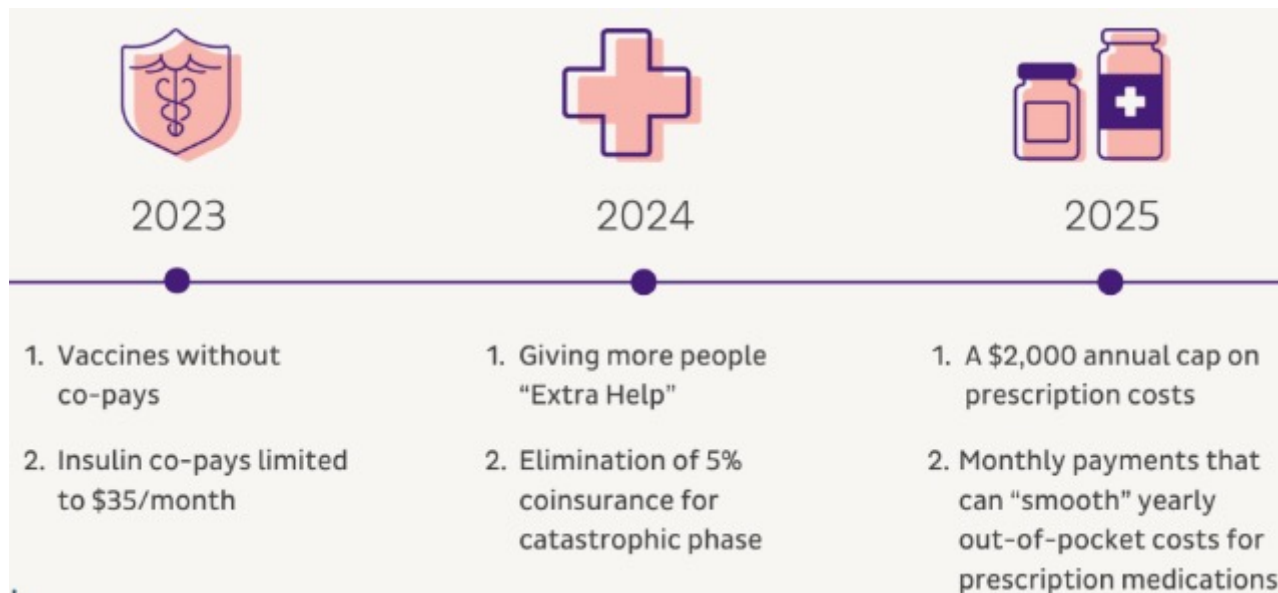 2023
1. Vaccines without
co-pays
2. Insulin co-pays limited
to $35/month
2024
1. Giving more people
“Extra Help”
2. Elimination of 5%
coinsurance for
catastrophic phase
2025
1. A $2,000 annual cap on
prescription costs
2. Monthly payments that
can “smooth” yearly
out-of-pocket costs for
prescription medications